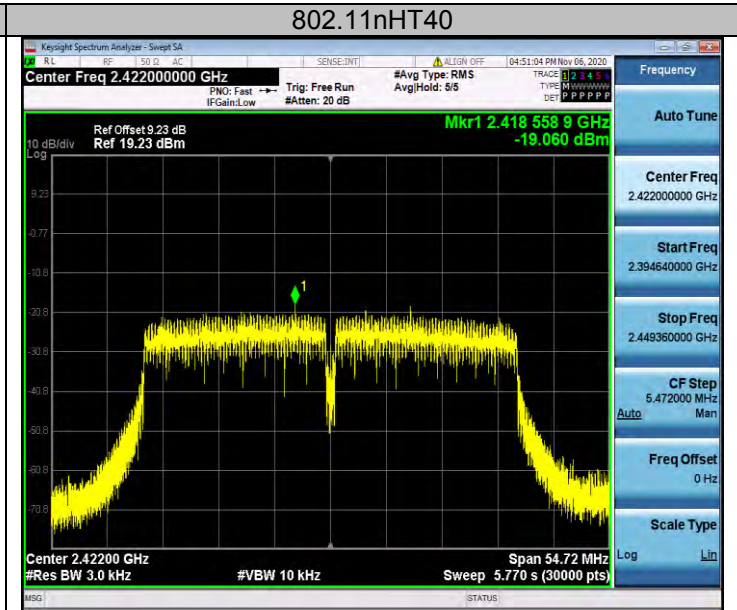 802.11nHT40
Keysight Spectrum Analyzer - Swept SA
RL RF 50 Ω AC SENSE:INT ALIGN OFF 04:51:04 PM Nov 06, 2020
Center Freq 2.422000000 GHz #Avg Type: RMS TRACE 1 2 3 4 5 6
PNO: Fast Trig: Free Run Avg|Hold: 5/5 TYPE M WWWWW
IFGain:Low #Atten: 20 dB DET P P P P P P
Frequency
Auto Tune
Mkr1 2.418 558 9 GHz
Ref Offset 9.23 dB
10 dB/div Ref 19.23 dBm -19.060 dBm
Log
9.23
-0.77
-10.8
1
-20.8
-30.8
-40.8
-50.8
-60.8
-70.8
Center Freq
2.422000000 GHz
Start Freq
2.394640000 GHz
Stop Freq
2.449360000 GHz
CF Step
5.472000 MHz
Auto Man
Freq Offset
0 Hz
Scale Type
Log Lin
Center 2.42200 GHz Span 54.72 MHz
#Res BW 3.0 kHz #VBW 10 kHz Sweep 5.770 s (30000 pts)
MSG STATUS